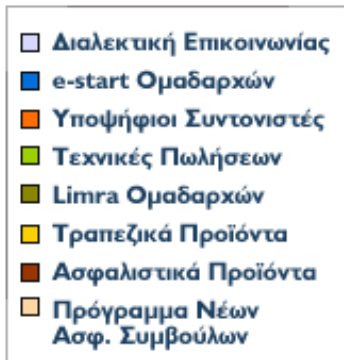 Διαλεκτική Επικοινωνίας
e-start Ομαδαρχών
Υποψήφιοι Συντονιστές
Τεχνικές Πωλήσεων
Limra Ομαδαρχών
Τραπεζικά Προϊόντα
Ασφαλιστικά Προϊόντα
Πρόγραμμα Νέων
Ασφ. Συμβούλων